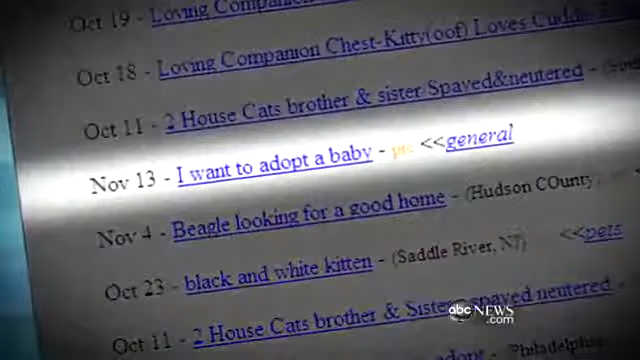 Oct 19 - Loving Companion
Oct 18 - Loving Companion Chest-Kitty(oof) Loves Cuddle
Oct 11 - 2 House Cats brother & sister Spayed&neutered -
Nov 13 - I want to adopt a baby - pic <<general
Nov 4 - Beagle looking for a good home - (Hudson COunty,
Oct 23 - black and white kitten - (Saddle River, NJ) <<pets
Oct 11 - 2 House Cats brother & Sister spayed neutered -
Philadelphia
abc NEWS
.com